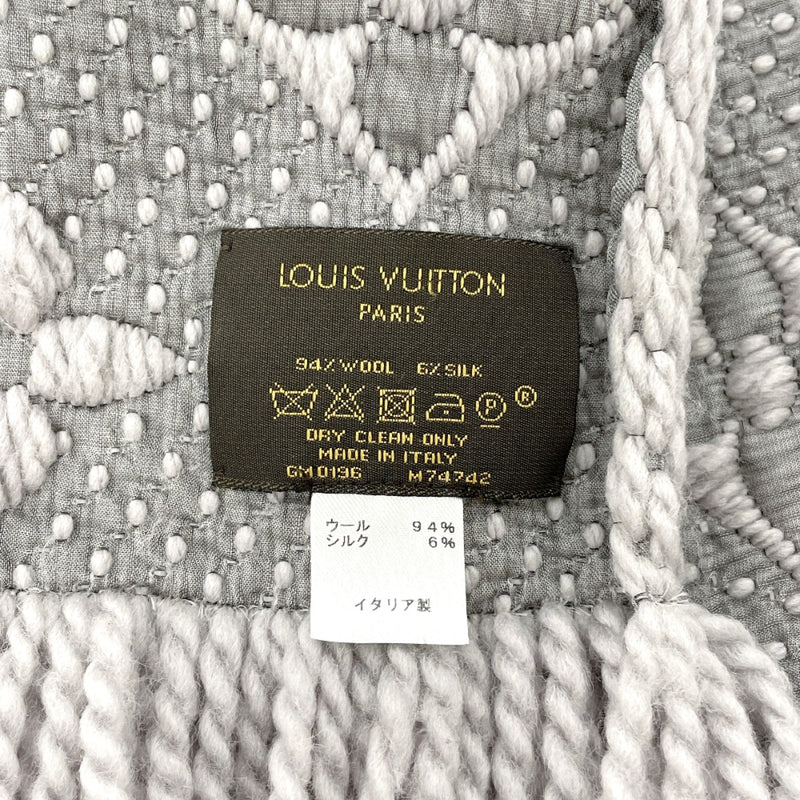 LOUIS VUITTON
PARIS
94% WOOL 6% SILK
P ®
DRY CLEAN ONLY
MADE IN ITALY
GM0196 M74742
ウール 94%
シルク 6%
イタリア製